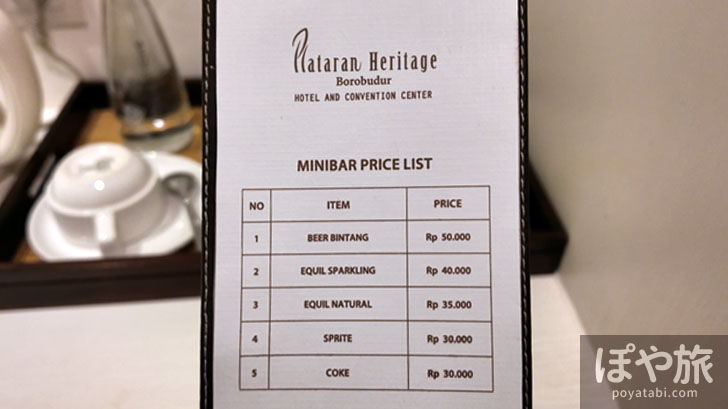 Plataran Heritage
Borobudur
HOTEL AND CONVENTION CENTER
MINIBAR PRICE LIST
NO ITEM PRICE
1 BEER BINTANG Rp 50.000
2 EQUIL SPARKLING Rp 40.000
3 EQUIL NATURAL Rp 35.000
4 SPRITE Rp 30.000
5 COKE Rp 30.000
ぽや旅
poyatabi.com